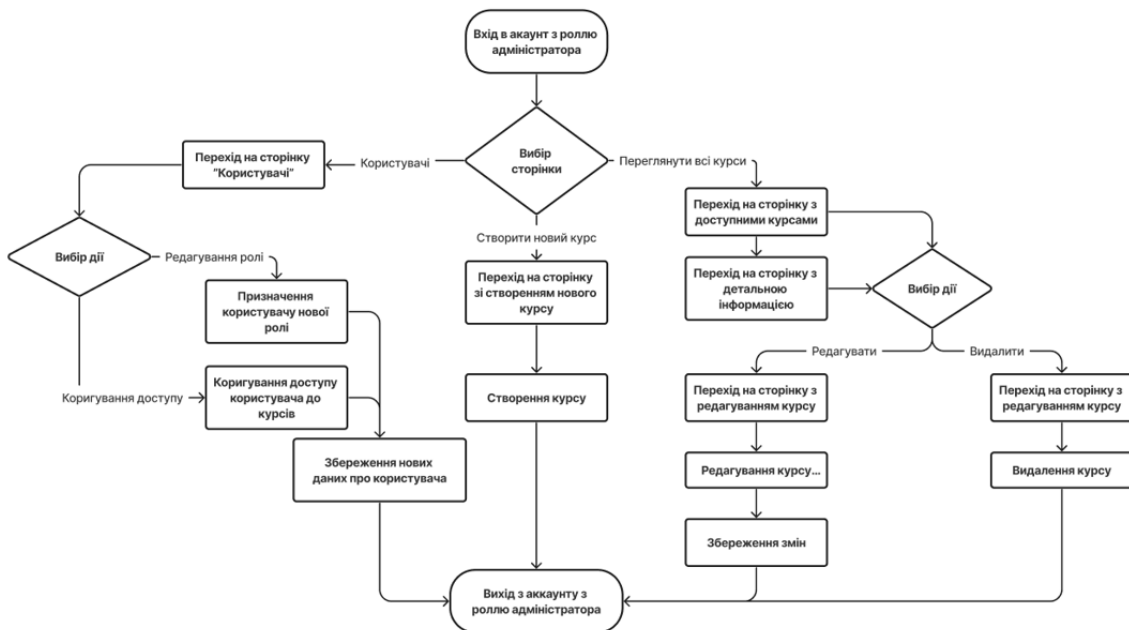 Вхід в акаунт з роллю
адміністратора
Вибір
сторінки
Користувачі
Переглянути всі курси
Перехід на сторінку
"Користувачі"
Створити новий курс
Перехід на сторінку з
доступними курсами
Вибір дії
Редагування ролі
Перехід на сторінку
зі створенням нового
курсу
Перехід на сторінку з
детальною
інформацією
Вибір дії
Призначення
користувачу нової
ролі
Редагувати
Видалити
Коригування доступу
Коригування доступу
користувача до
курсів
Створення курсу
Перехід на сторінку з
редагуванням курсу
Перехід на сторінку з
редагуванням курсу
Збереження нових
даних про користувача
Редагування курсу...
Видалення курсу
Збереження змін
Вихід з аккаунту з
роллю адміністратора